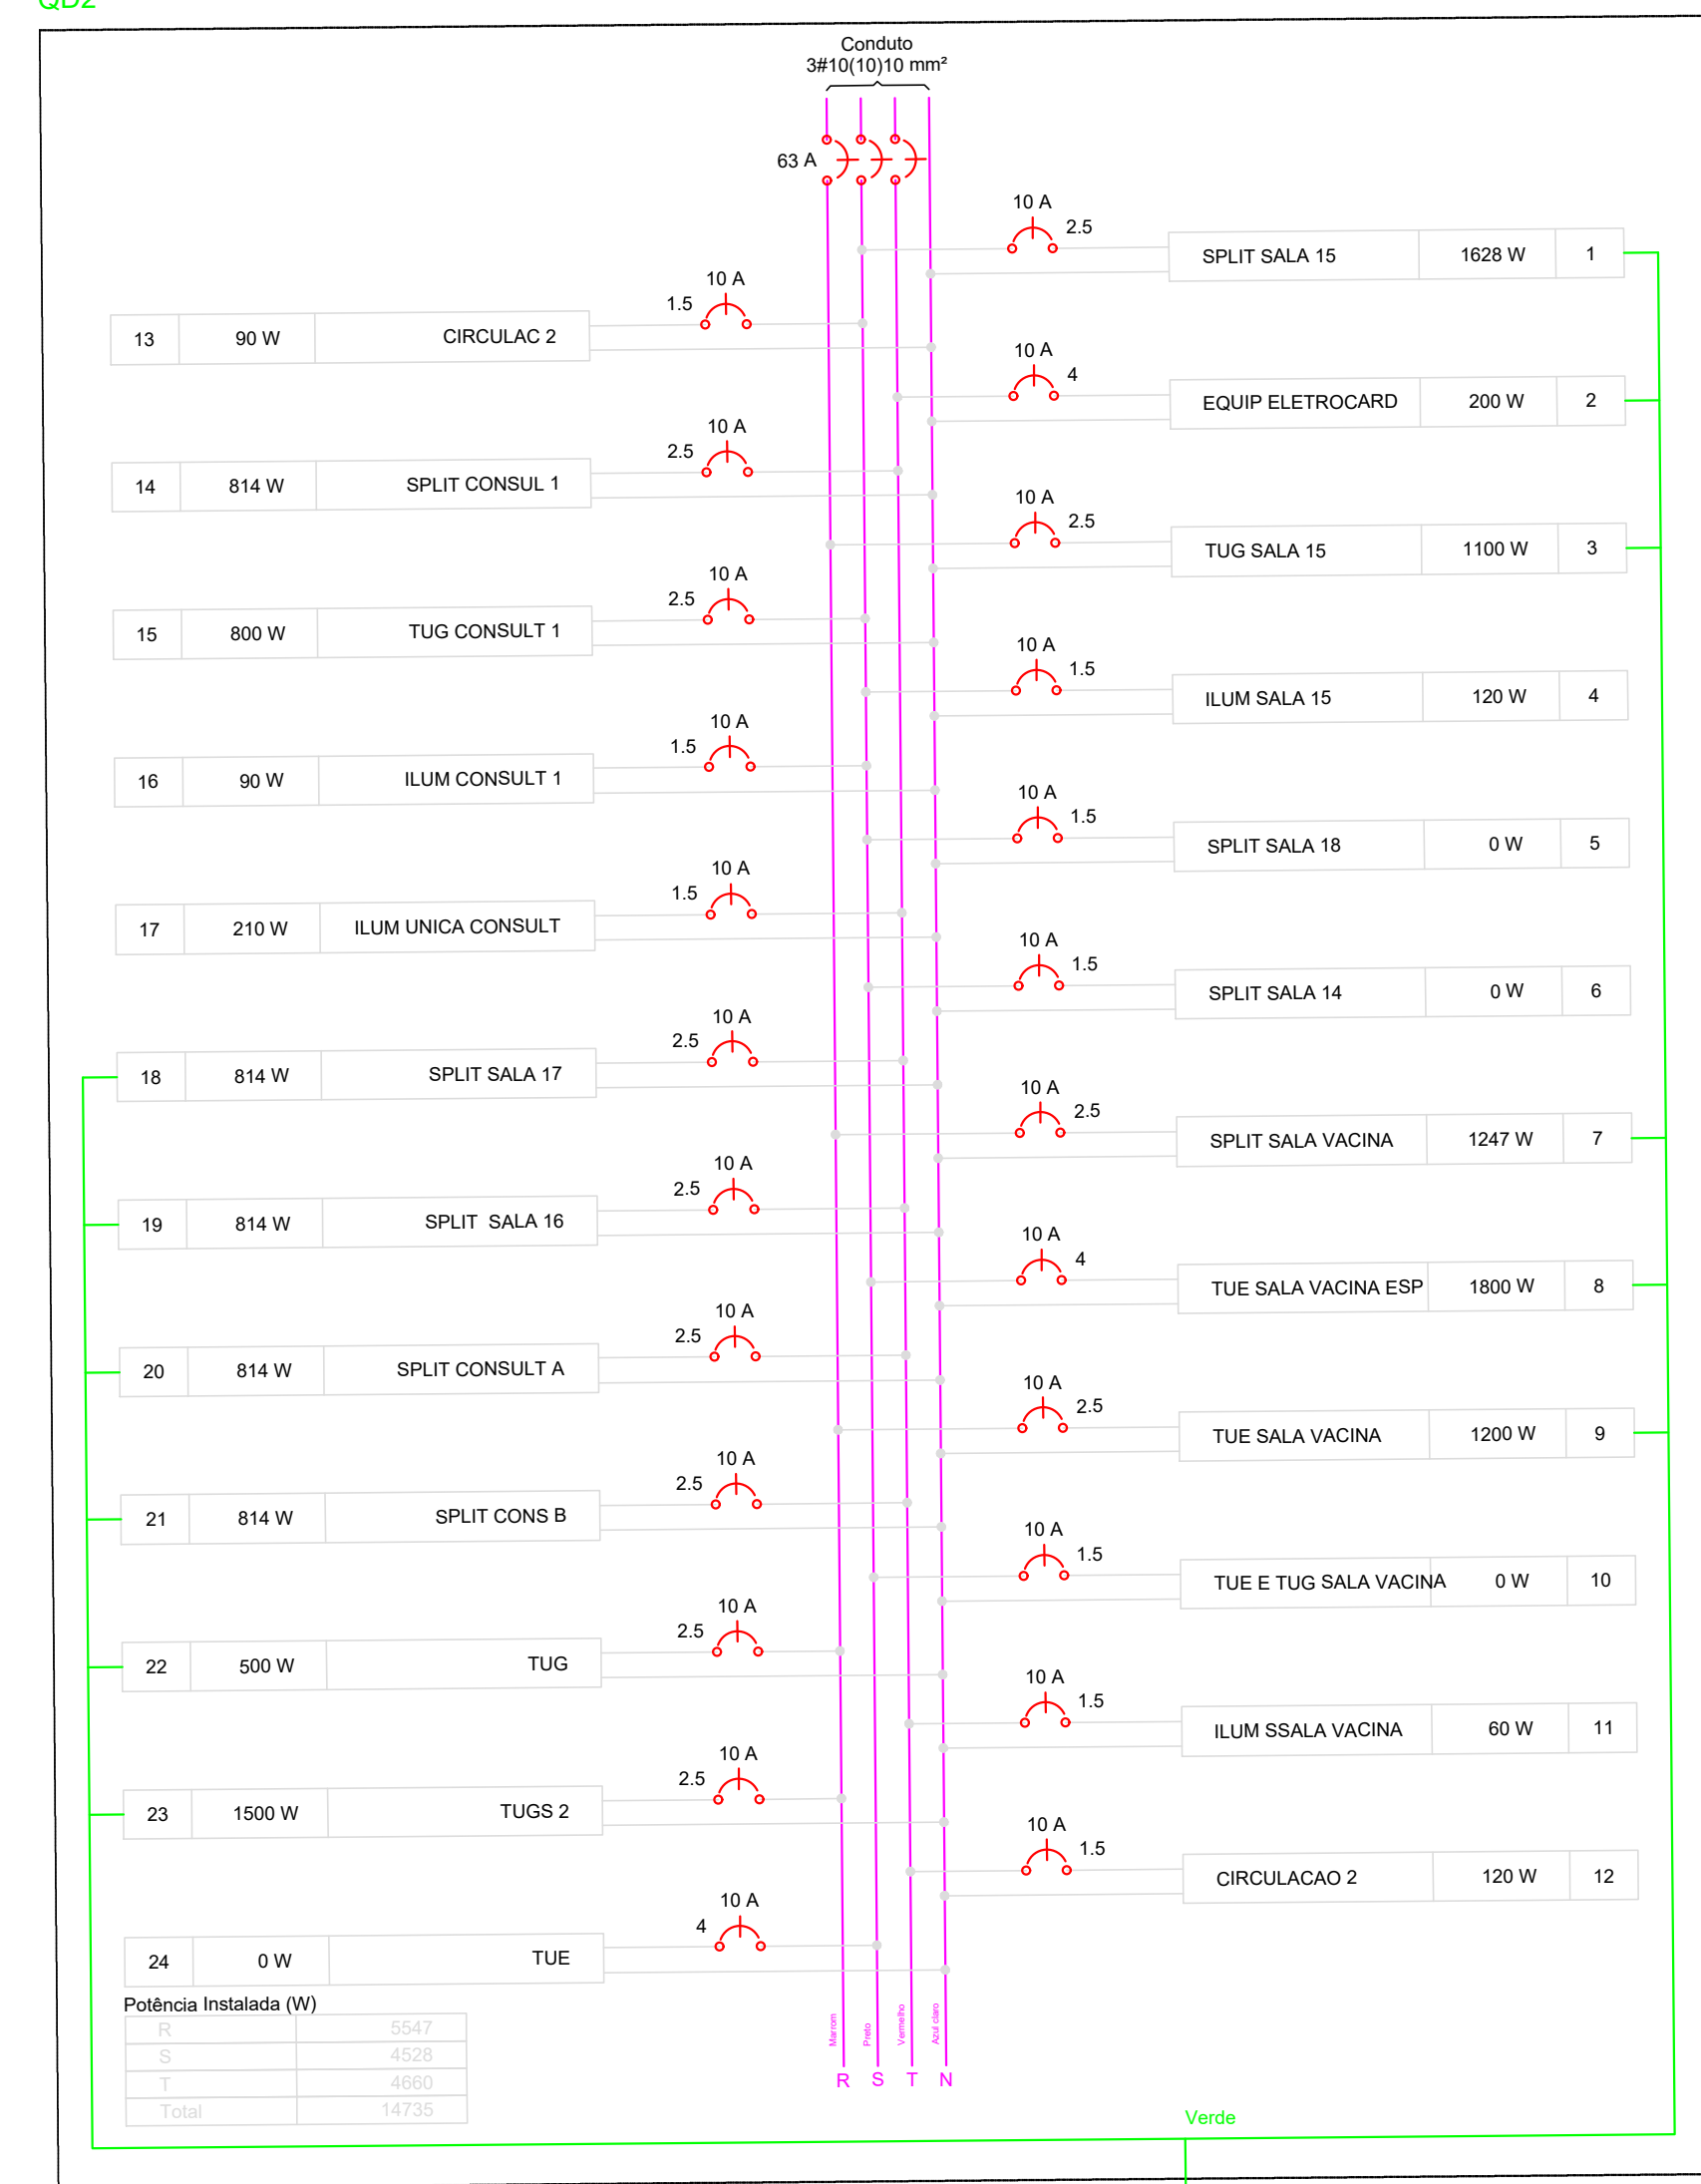 QD2
Conduto
3#10(10)10 mm²
63 A
10 A
2.5
SPLIT SALA 15 1628 W 1
10 A
1.5
13 90 W CIRCULAC 2
10 A
4
EQUIP ELETROCARD 200 W 2
10 A
2.5
14 814 W SPLIT CONSUL 1
10 A
2.5
TUG SALA 15 1100 W 3
10 A
2.5
15 800 W TUG CONSULT 1
10 A
1.5
ILUM SALA 15 120 W 4
10 A
1.5
16 90 W ILUM CONSULT 1
10 A
1.5
SPLIT SALA 18 0 W 5
10 A
1.5
17 210 W ILUM UNICA CONSULT
10 A
1.5
SPLIT SALA 14 0 W 6
10 A
2.5
18 814 W SPLIT SALA 17
10 A
2.5
SPLIT SALA VACINA 1247 W 7
10 A
2.5
19 814 W SPLIT SALA 16
10 A
4
TUE SALA VACINA ESP 1800 W 8
10 A
2.5
20 814 W SPLIT CONSULT A
10 A
2.5
TUE SALA VACINA 1200 W 9
10 A
2.5
21 814 W SPLIT CONS B
10 A
1.5
TUE E TUG SALA VACINA 0 W 10
10 A
2.5
22 500 W TUG
10 A
1.5
ILUM SSALA VACINA 60 W 11
10 A
2.5
23 1500 W TUGS 2
10 A
1.5
CIRCULACAO 2 120 W 12
10 A
4
24 0 W TUE
Potência Instalada (W)
R 5547
S 4528
T 4660
Total 14735
Marrom
Preto
Vermelho
Azul claro
R S T N
Verde